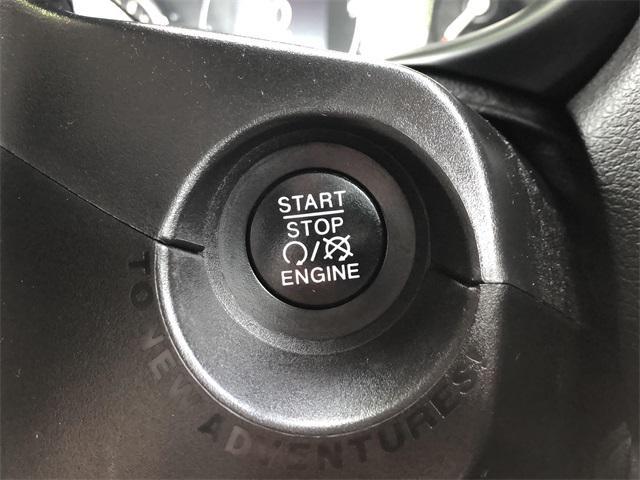 START
STOP
ENGINE
TO NEW ADVENTURES!